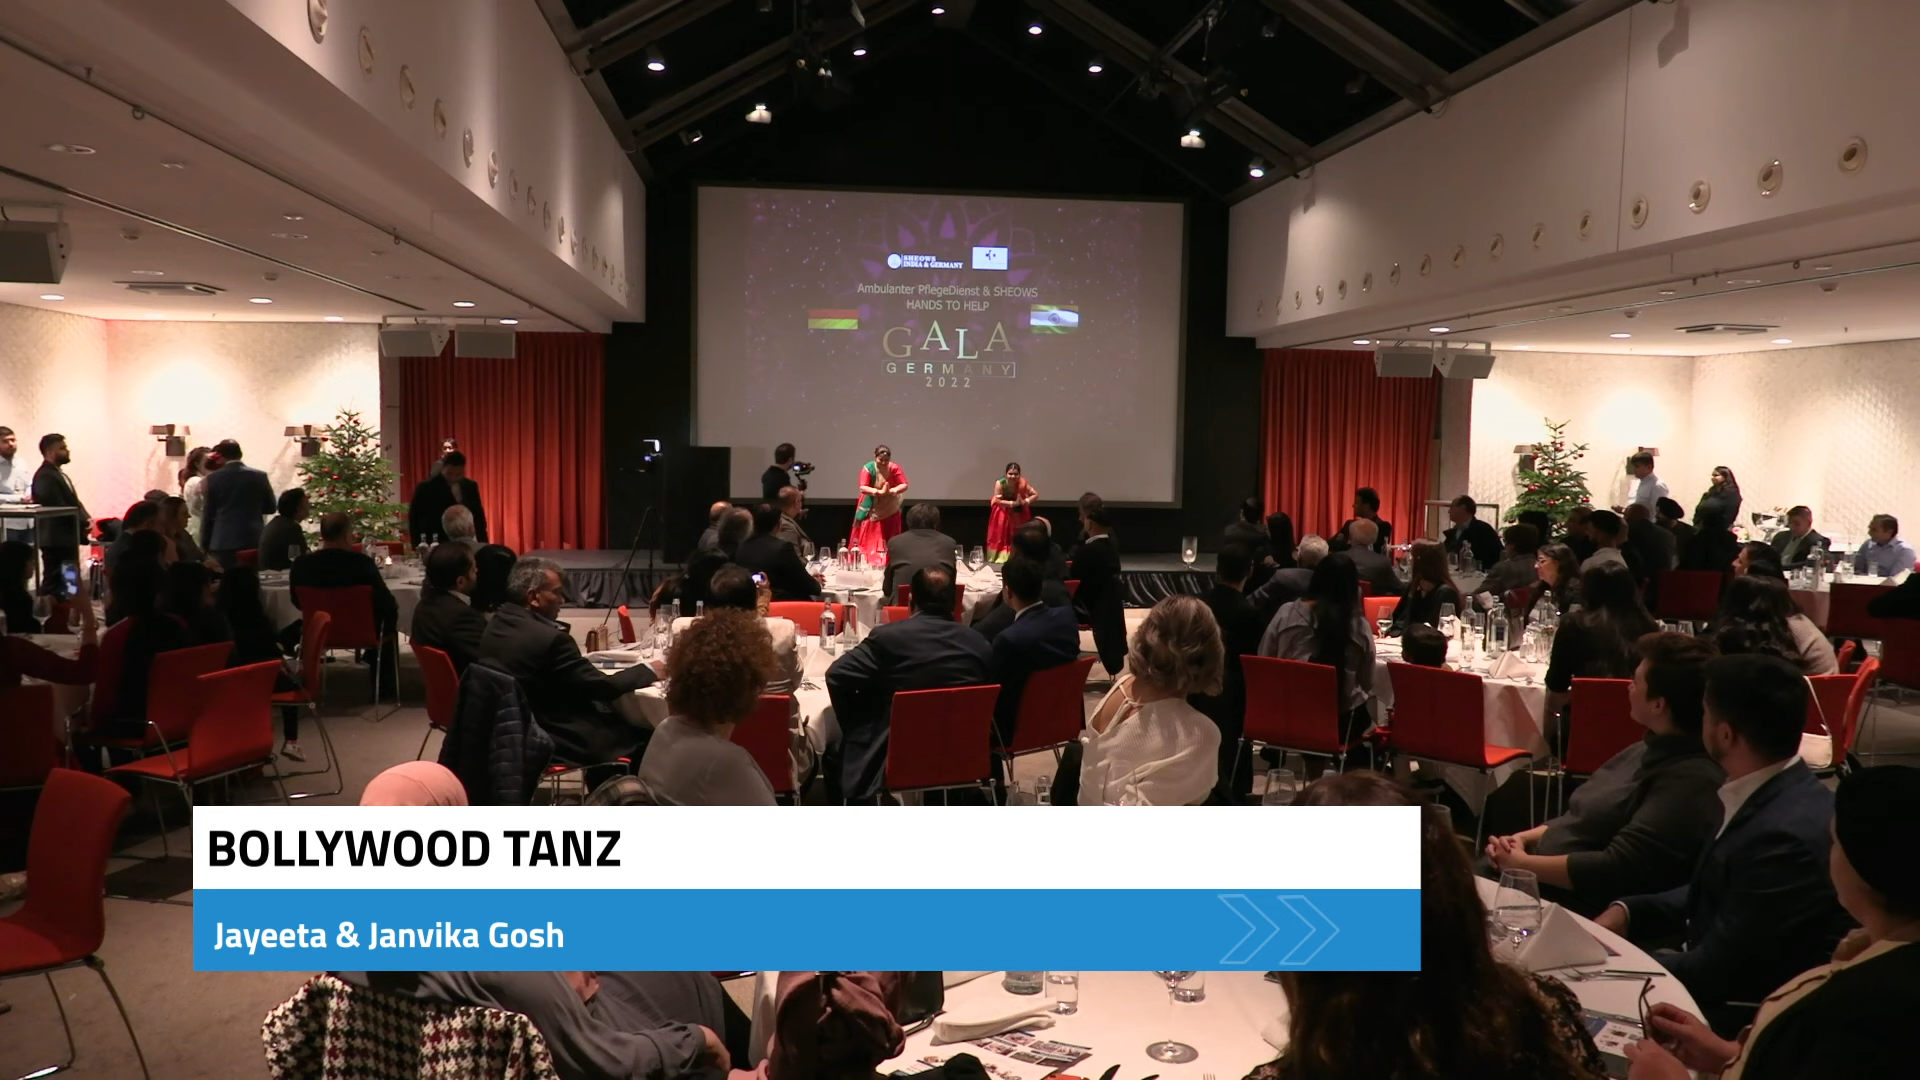 SHEOWS
INDIA & GERMANY
Ambulanter PflegeDienst & SHEOWS
HANDS TO HELP
GALA
GERMANY
2022
BOLLYWOOD TANZ
Jayeeta & Janvika Gosh